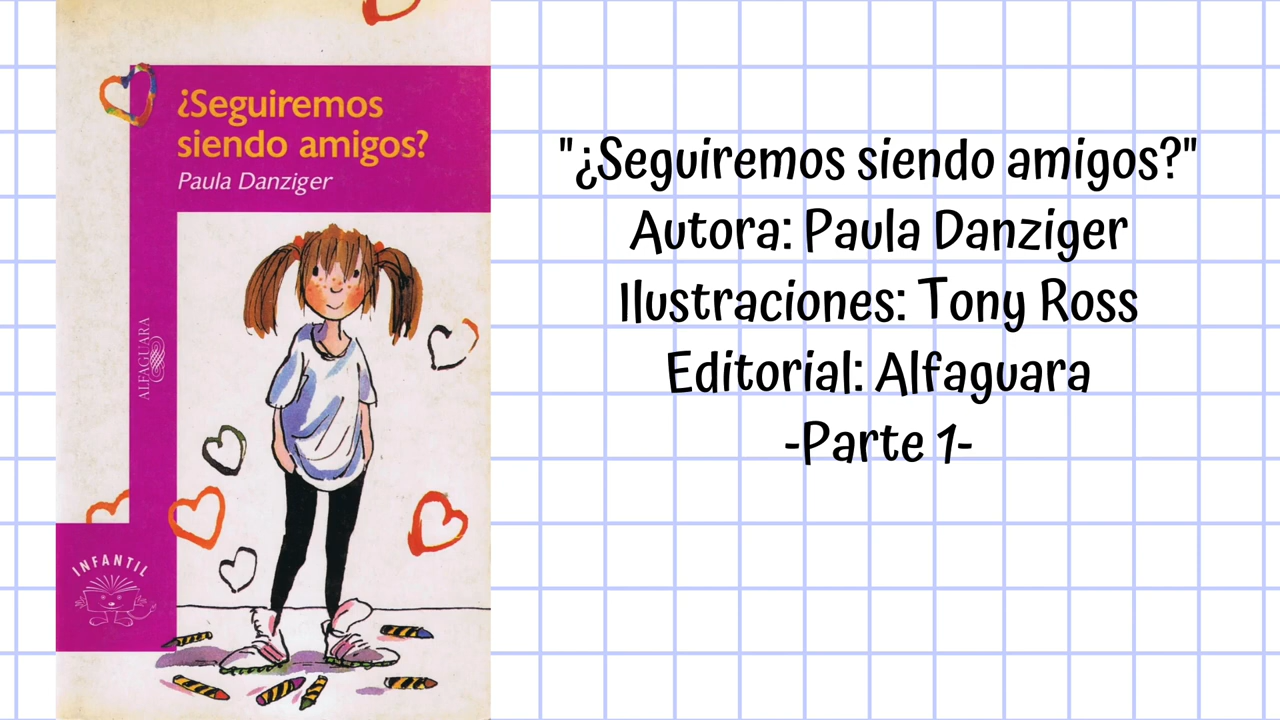 ¿Seguiremos
siendo amigos?
Paula Danziger
ALFAGUARA
INFANTIL
"¿Seguiremos siendo amigos?"
Autora: Paula Danziger
Ilustraciones: Tony Ross
Editorial: Alfaguara
-Parte 1-